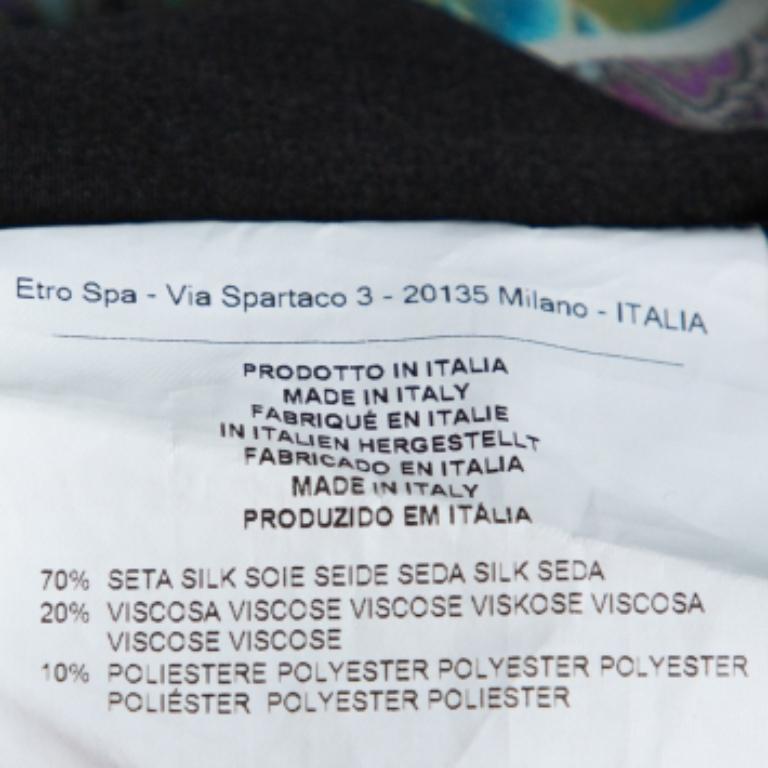 Etro Spa - Via Spartaco 3 - 20135 Milano - ITALIA
PRODOTTO IN ITALIA
MADE IN ITALY
FABRIQUÉ EN ITALIE
IN ITALIEN HERGESTELLT
FABRICADO EN ITALIA
MADE IN ITALY
PRODUZIDO EM ITÁLIA
70% SETA SILK SOIE SEIDE SEDA SILK SEDA
20% VISCOSA VISCOSE VISCOSE VISKOSE VISCOSA
VISCOSE VISCOSE
10% POLIESTERE POLYESTER POLYESTER POLYESTER
POLIÉSTER POLYESTER POLIESTER